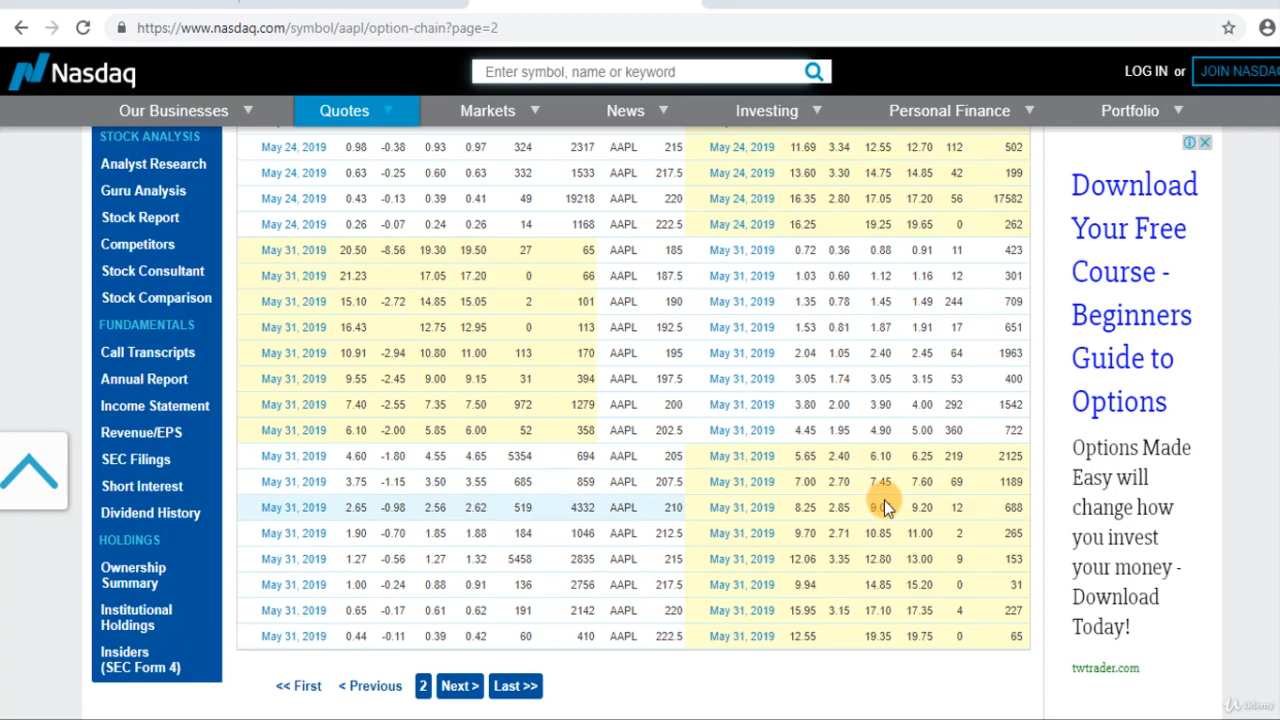 https://www.nasdaq.com/symbol/aapl/option-chain?page=2
Nasdaq
Enter symbol, name or keyword
LOG IN or JOIN NASDA
Our Businesses Quotes Markets News Investing Personal Finance Portfolio
STOCK ANALYSIS
Analyst Research
Guru Analysis
Stock Report
Competitors
Stock Consultant
Stock Comparison
FUNDAMENTALS
Call Transcripts
Annual Report
Income Statement
Revenue/EPS
SEC Filings
Short Interest
Dividend History
HOLDINGS
Ownership
Summary
Institutional
Holdings
Insiders
(SEC Form 4)
May 24, 2019 0.98 -0.38 0.93 0.97 324 2317 AAPL 215 May 24, 2019 11.69 3.34 12.55 12.70 112 502
May 24, 2019 0.63 -0.25 0.60 0.63 332 1533 AAPL 217.5 May 24, 2019 13.60 3.30 14.75 14.85 42 199
May 24, 2019 0.43 -0.13 0.39 0.41 49 19218 AAPL 220 May 24, 2019 16.35 2.80 17.05 17.20 56 17582
May 24, 2019 0.26 -0.07 0.24 0.26 14 1168 AAPL 222.5 May 24, 2019 16.25 19.25 19.65 0 262
May 31, 2019 20.50 -8.56 19.30 19.50 27 65 AAPL 185 May 31, 2019 0.72 0.36 0.88 0.91 11 423
May 31, 2019 21.23 17.05 17.20 0 66 AAPL 187.5 May 31, 2019 1.03 0.60 1.12 1.16 12 301
May 31, 2019 15.10 -2.72 14.85 15.05 2 101 AAPL 190 May 31, 2019 1.35 0.78 1.45 1.49 244 709
May 31, 2019 16.43 12.75 12.95 0 113 AAPL 192.5 May 31, 2019 1.53 0.81 1.87 1.91 17 651
May 31, 2019 10.91 -2.94 10.80 11.00 113 170 AAPL 195 May 31, 2019 2.04 1.05 2.40 2.45 64 1963
May 31, 2019 9.55 -2.45 9.00 9.15 31 394 AAPL 197.5 May 31, 2019 3.05 1.74 3.05 3.15 53 400
May 31, 2019 7.40 -2.55 7.35 7.50 972 1279 AAPL 200 May 31, 2019 3.80 2.00 3.90 4.00 292 1542
May 31, 2019 6.10 -2.00 5.85 6.00 52 358 AAPL 202.5 May 31, 2019 4.45 1.95 4.90 5.00 360 722
May 31, 2019 4.60 -1.80 4.55 4.65 5354 694 AAPL 205 May 31, 2019 5.65 2.40 6.10 6.25 219 2125
May 31, 2019 3.75 -1.15 3.50 3.55 685 859 AAPL 207.5 May 31, 2019 7.00 2.70 7.45 7.60 69 1189
May 31, 2019 2.65 -0.98 2.56 2.62 519 4332 AAPL 210 May 31, 2019 8.25 2.85 9.20 12 688
May 31, 2019 1.90 -0.70 1.85 1.88 184 1046 AAPL 212.5 May 31, 2019 9.70 2.71 10.85 11.00 2 265
May 31, 2019 1.27 -0.56 1.27 1.32 5458 2835 AAPL 215 May 31, 2019 12.06 3.35 12.80 13.00 9 153
May 31, 2019 1.00 -0.24 0.88 0.91 136 2756 AAPL 217.5 May 31, 2019 9.94 14.85 15.20 0 31
May 31, 2019 0.65 -0.17 0.61 0.62 191 2142 AAPL 220 May 31, 2019 15.95 3.15 17.10 17.35 4 227
May 31, 2019 0.44 -0.11 0.39 0.42 60 410 AAPL 222.5 May 31, 2019 12.55 19.35 19.75 0 65
<< First < Previous 2 Next > Last >>
Download
Your Free
Course -
Beginners
Guide to
Options
Options Made
Easy will
change how
you invest
your money -
Download
Today!
twtrader.com
Udemy